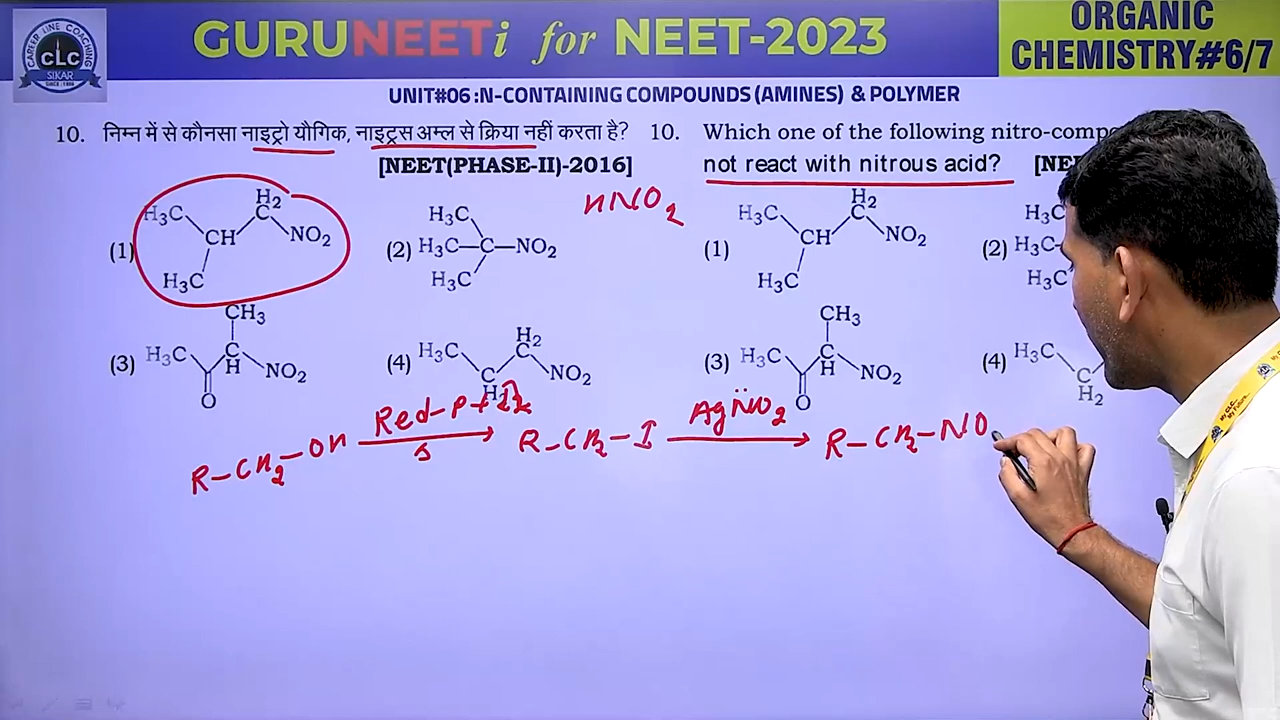 CAREER LINE COACHING
CLC
SIKAR
SINCE : 1996
GURUNEETi for NEET-2023
ORGANIC
CHEMISTRY#6/7
UNIT#06 :N-CONTAINING COMPOUNDS (AMINES) & POLYMER
10. निम्न में से कौनसा नाइट्रो यौगिक, नाइट्रस अम्ल से क्रिया नहीं करता है?
[NEET(PHASE-II)-2016]
HNO2
(1) H3C CH H3C H2 C NO2
(2) H3C H3C—C—NO2 H3C
(3) H3C O CH3 C H NO2
(4) H3C C H2 H2 C NO2
10. Which one of the following nitro-comp
not react with nitrous acid? [NE
(1) H3C CH H3C H2 C NO2
(2) H3C H3C H3C
(3) H3C O CH3 C H NO2
(4) H3C C H2
R-CH2-OH Red-P+I2 Δ R-CH2-I AgNO2 R-CH2-NO